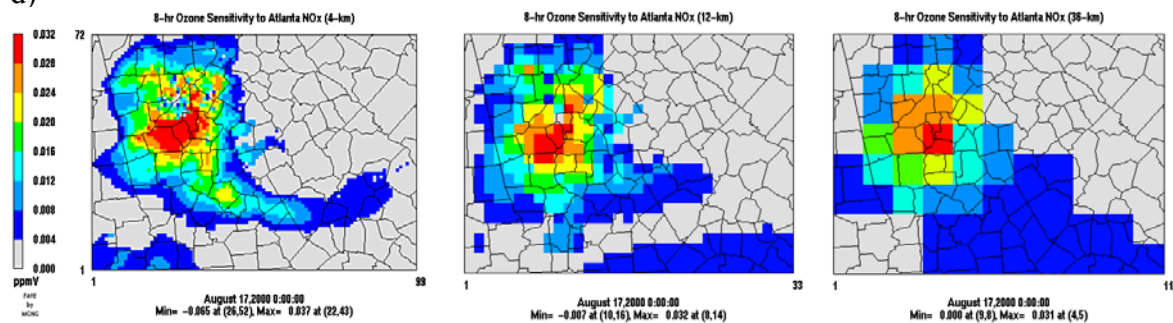 d)
8-hr Ozone Sensitivity to Atlanta NOx (4-km)
0.032
0.028
0.024
0.020
0.016
0.012
0.008
0.004
0.000
ppmV
PAVE
by
MCNC
72
1
1
99
August 17,2000 0:00:00
Min= -0.065 at (26,52), Max= 0.037 at (22,43)
8-hr Ozone Sensitivity to Atlanta NOx (12-km)
1
33
August 17,2000 0:00:00
Min= -0.007 at (10,16), Max= 0.032 at (8,14)
8-hr Ozone Sensitivity to Atlanta NOx (36-km)
1
11
August 17,2000 0:00:00
Min= 0.000 at (9,8), Max= 0.031 at (4,5)